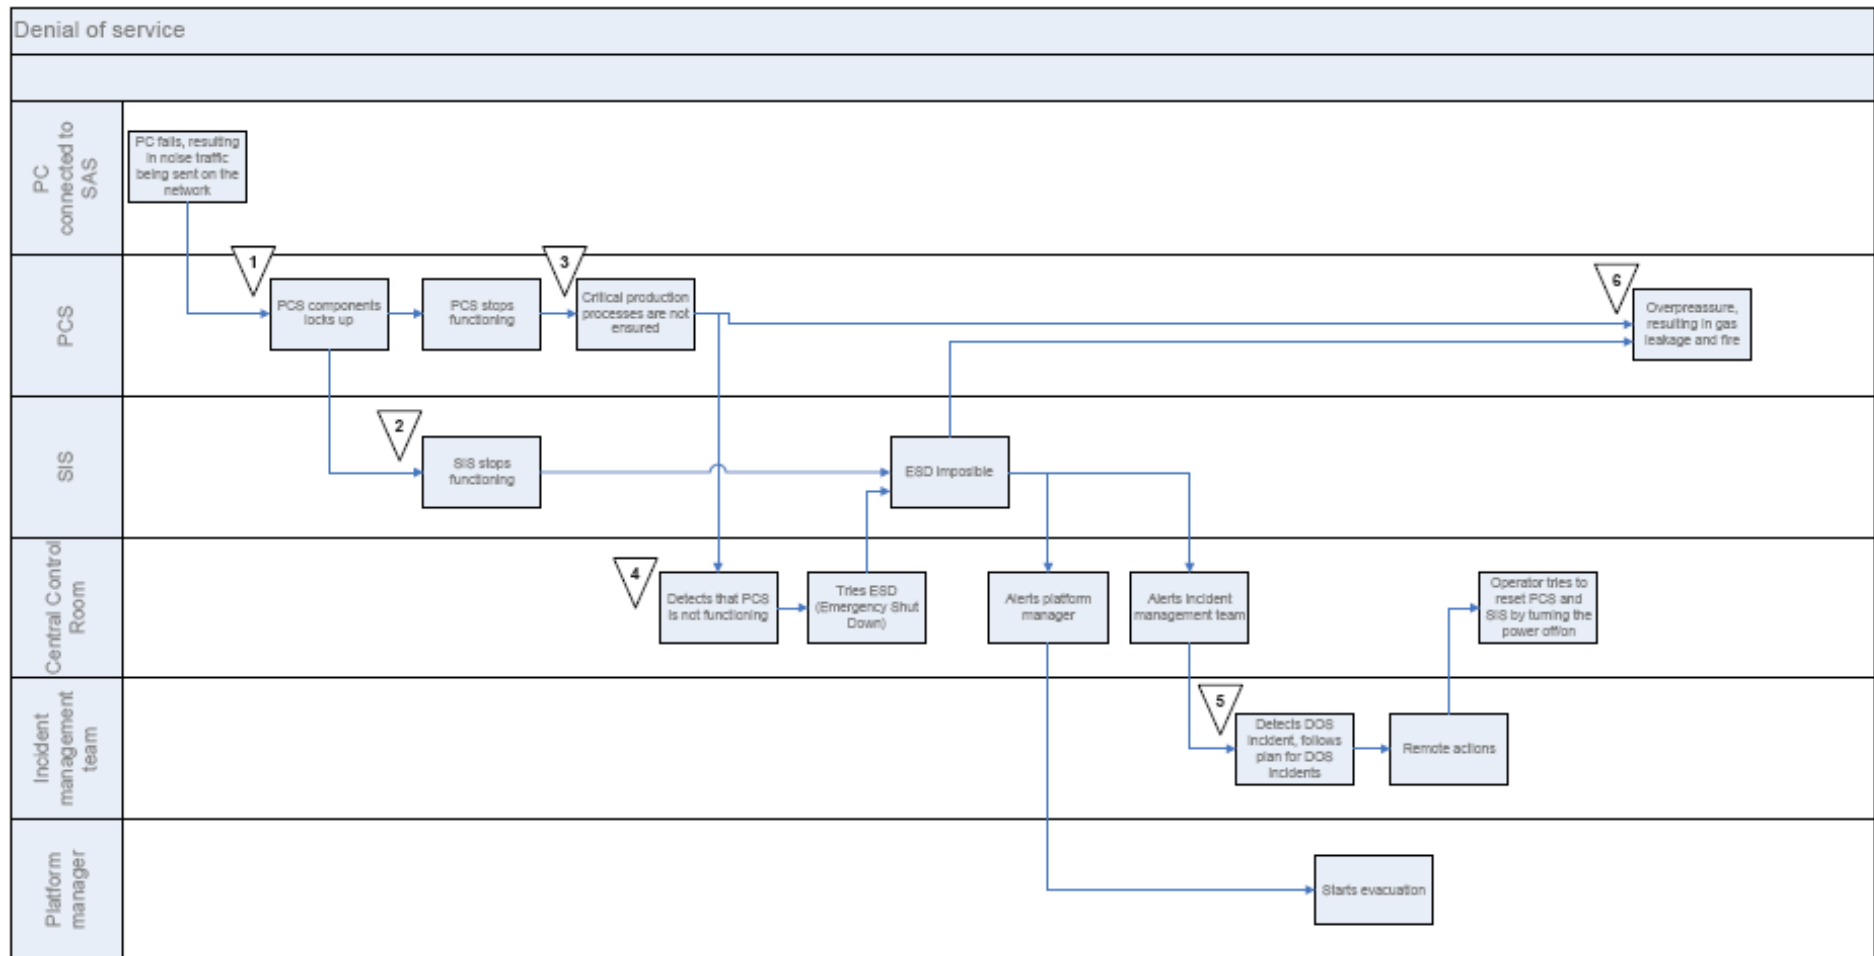 Denial of service
PC
connected to
SAS
PC fails, resulting
in noise traffic
being sent on the
network
PCS
1
PCS components
locks up
PCS stops
functioning
3
Critical production
processes are not
ensured
6
Overpreassure,
resulting in gas
leakage and fire
SIS
2
SIS stops
functioning
ESD imposible
Central Control
Room
4
Detects that PCS
is not functioning
Tries ESD
(Emergency Shut
Down)
Alerts platform
manager
Alerts incident
management team
Operator tries to
reset PCS and
SIS by turning the
power off/on
Incident
management
team
5
Detects DOS
incident, follows
plan for DOS
incidents
Remote actions
Platform
manager
Starts evacuation